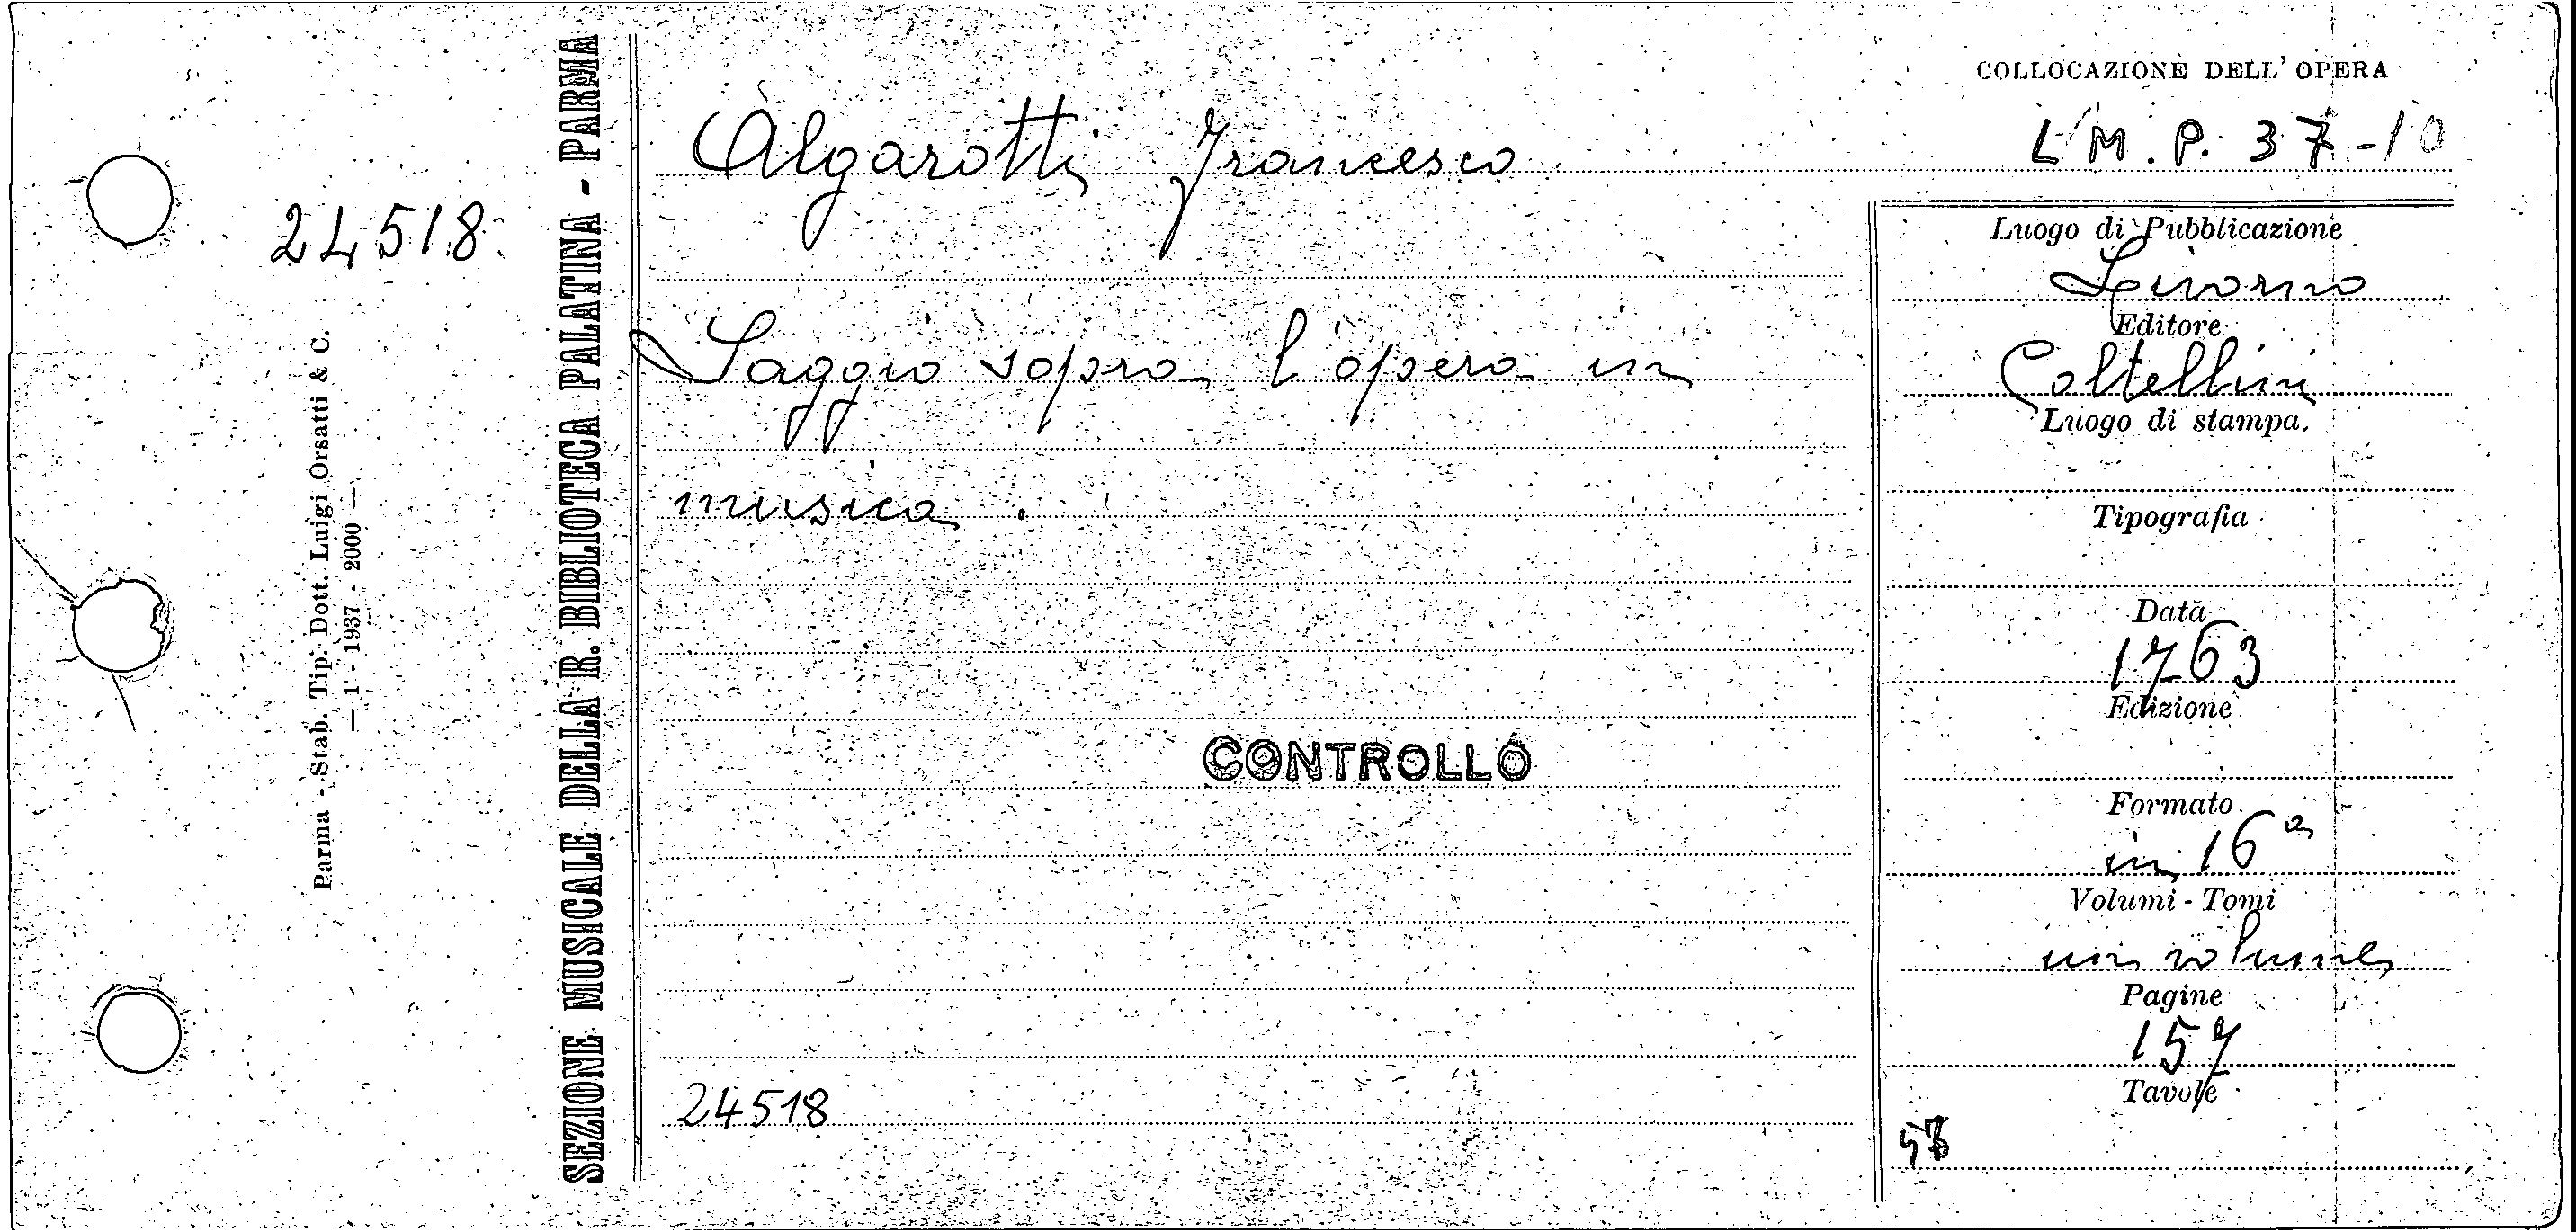 24518
Parma - Stab. Tip. Dott. Luigi Orsatti & C.
— 1 - 1937 - 2000 —
SEZIONE MUSICALE DELLA R. BIBLIOTECA PALATINA - PARMA
Algarotti Francesco
Saggio sopra l'opera in
musica.
CONTROLLO
24518
COLLOCAZIONE DELL' OPERA
L M. P. 37-10
Luogo di Pubblicazione
Livorno
Editore
Coltellini
Luogo di stampa.
Tipografia
Data
1763
Edizione
Formato
in 16°
Volumi - Tomi
un volume
Pagine
157
Tavole